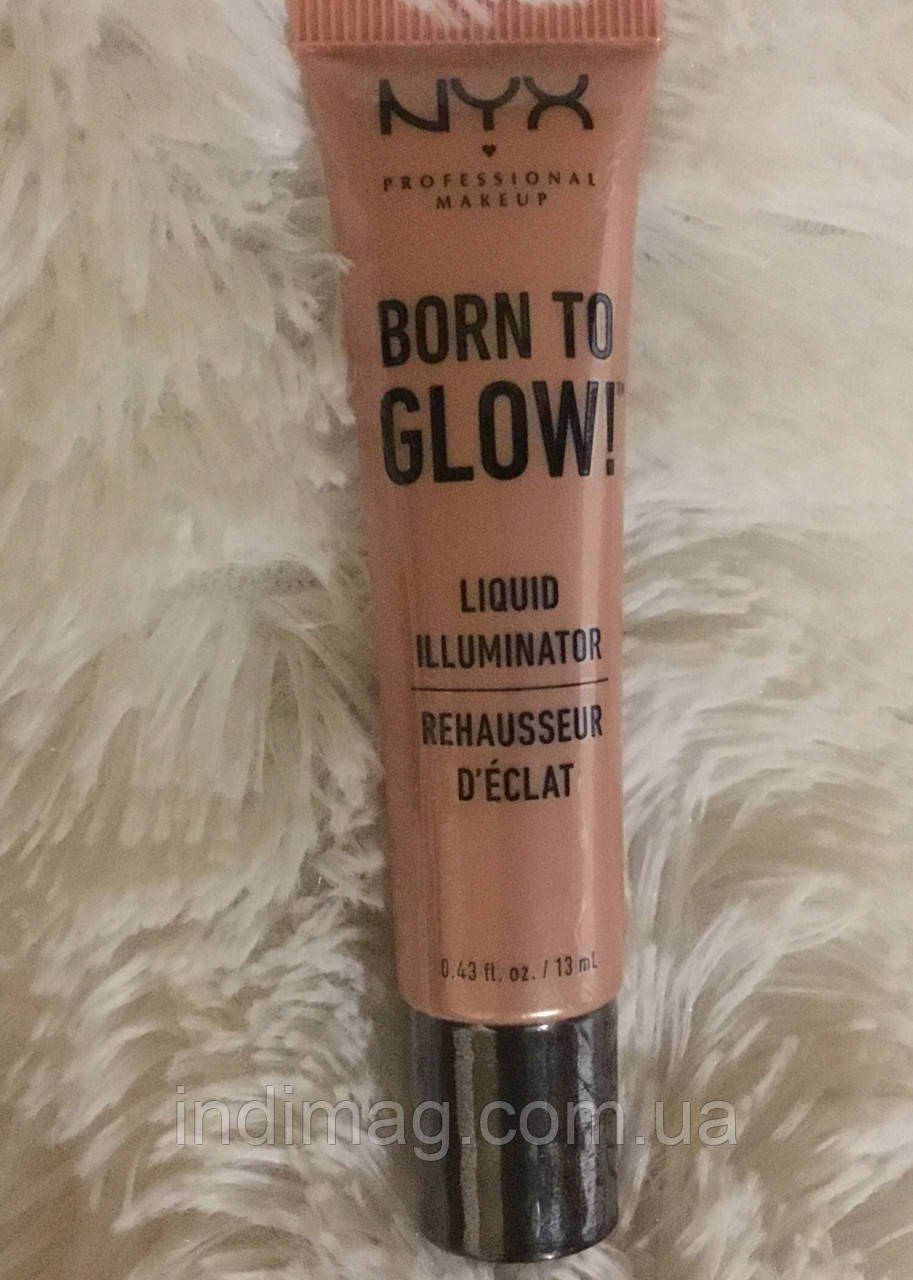 NYX
PROFESSIONAL
MAKEUP
BORN TO
GLOW!™
LIQUID
ILLUMINATOR
REHAUSSEUR
D'ÉCLAT
0.43 fl. oz. / 13 mL
indimag.com.ua